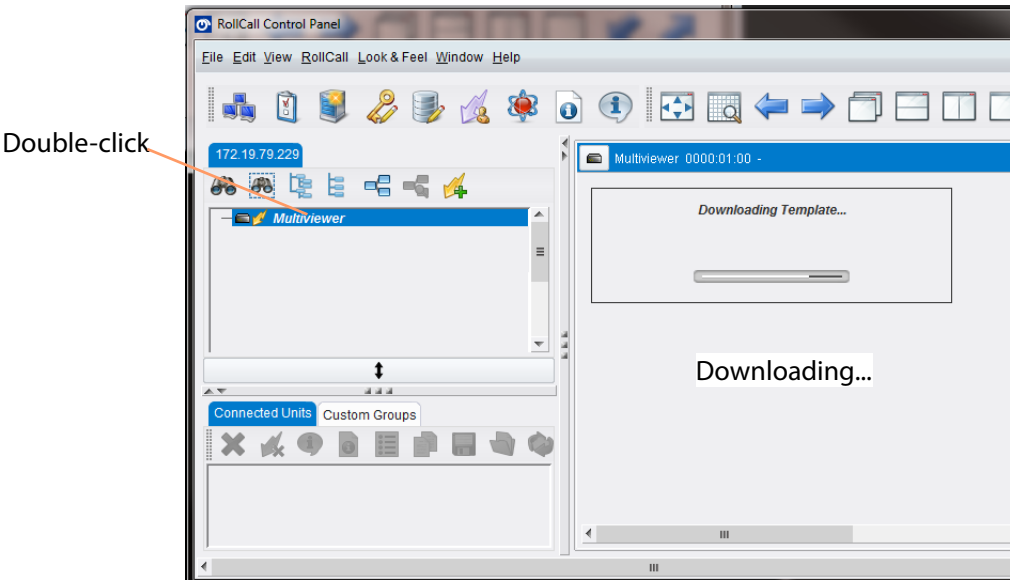 RollCall Control Panel
File Edit View RollCall Look & Feel Window Help
Double-click
172.19.79.229
Multiviewer 0000:01:00 -
Multiviewer
Downloading Template...
Downloading...
Connected Units Custom Groups